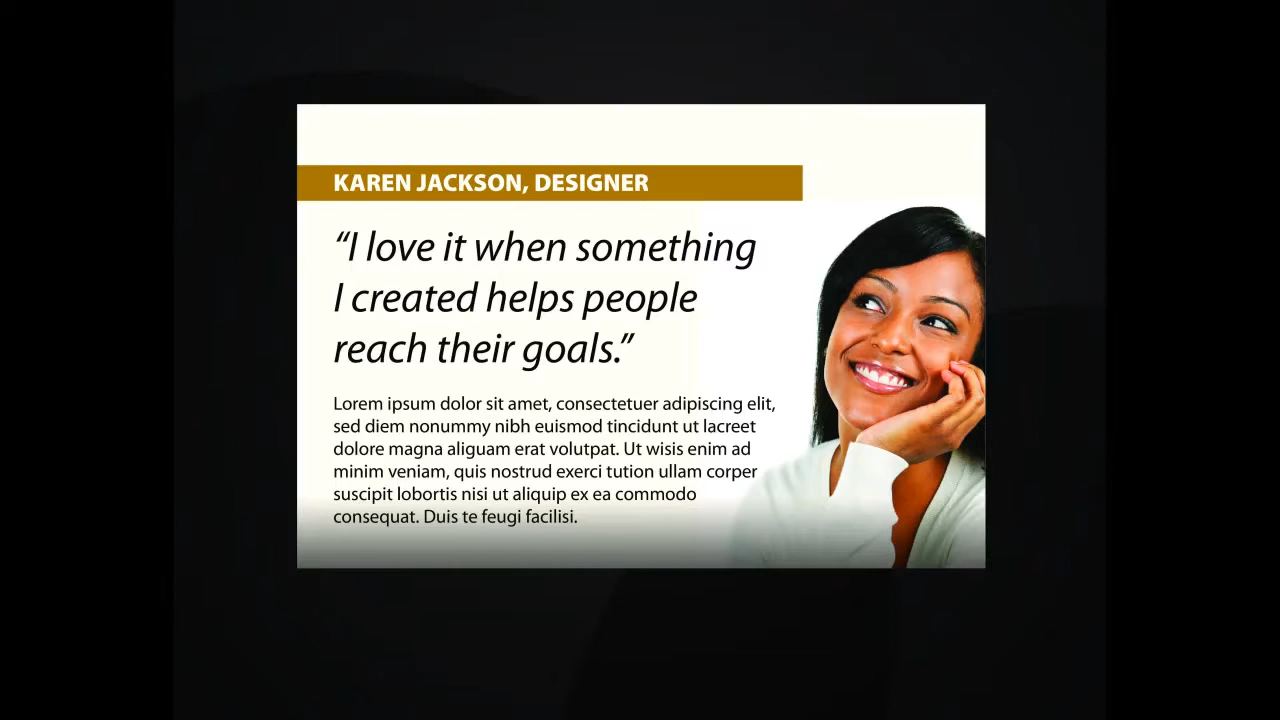 KAREN JACKSON, DESIGNER
“I love it when something
I created helps people
reach their goals.”
Lorem ipsum dolor sit amet, consectetuer adipiscing elit,
sed diem nonummy nibh euismod tincidunt ut lacreet
dolore magna aliguam erat volutpat. Ut wisis enim ad
minim veniam, quis nostrud exerci tution ullam corper
suscipit lobortis nisi ut aliquip ex ea commodo
consequat. Duis te feugi facilisi.